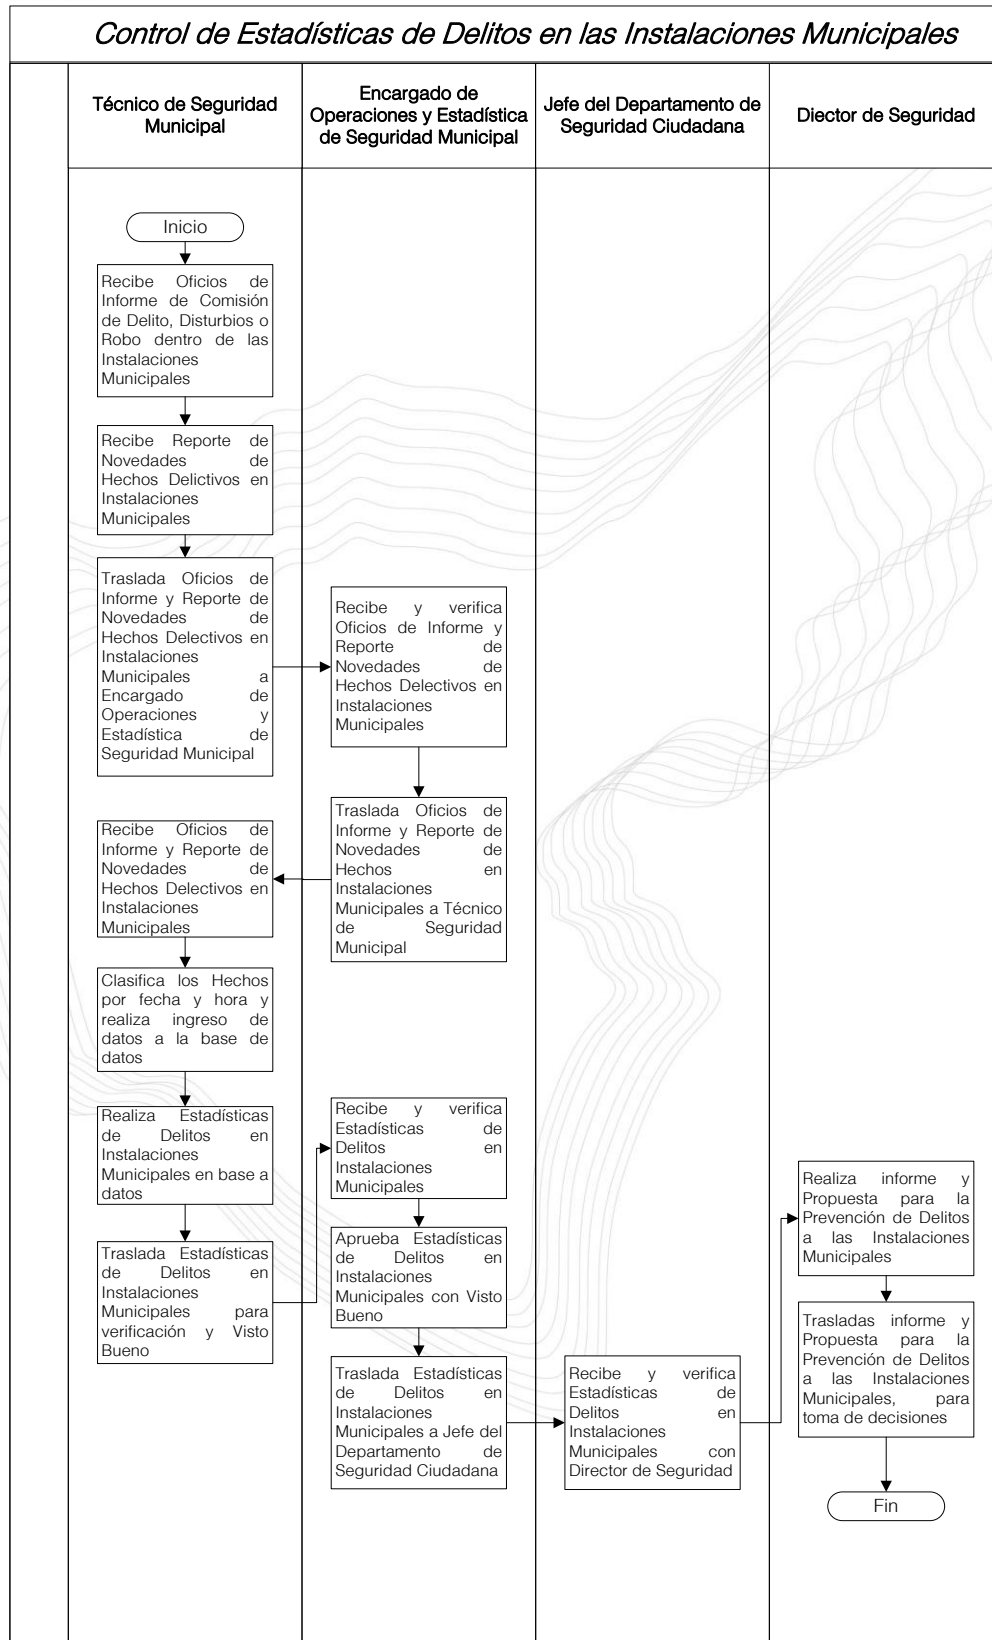 Control de Estadísticas de Delitos en las Instalaciones Municipales
Técnico de Seguridad
Municipal
Encargado de
Operaciones y Estadística
de Seguridad Municipal
Jefe del Departamento de
Seguridad Ciudadana
Diector de Seguridad
Inicio
Recibe Oficios de
Informe de Comisión
de Delito, Disturbios o
Robo dentro de las
Instalaciones
Municipales
Recibe Reporte de
Novedades de
Hechos Delictivos en
Instalaciones
Municipales
Traslada Oficios de
Informe y Reporte de
Novedades de
Hechos Delectivos en
Instalaciones
Municipales a
Encargado de
Operaciones y
Estadística de
Seguridad Municipal
Recibe y verifica
Oficios de Informe y
Reporte de
Novedades de
Hechos Delectivos en
Instalaciones
Municipales
Traslada Oficios de
Informe y Reporte de
Novedades de
Hechos en
Instalaciones
Municipales a Técnico
de Seguridad
Municipal
Recibe Oficios de
Informe y Reporte de
Novedades de
Hechos Delectivos en
Instalaciones
Municipales
Clasifica los Hechos
por fecha y hora y
realiza ingreso de
datos a la base de
datos
Realiza Estadísticas
de Delitos en
Instalaciones
Municipales en base a
datos
Traslada Estadísticas
de Delitos en
Instalaciones
Municipales para
verificación y Visto
Bueno
Recibe y verifica
Estadísticas de
Delitos en
Instalaciones
Municipales
Aprueba Estadísticas
de Delitos en
Instalaciones
Municipales con Visto
Bueno
Traslada Estadísticas
de Delitos en
Instalaciones
Municipales a Jefe del
Departamento de
Seguridad Ciudadana
Recibe y verifica
Estadísticas de
Delitos en
Instalaciones
Municipales con
Director de Seguridad
Realiza informe y
Propuesta para la
Prevención de Delitos
a las Instalaciones
Municipales
Trasladas informe y
Propuesta para la
Prevención de Delitos
a las Instalaciones
Municipales, para
toma de decisiones
Fin